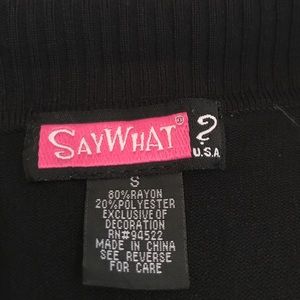 SAYWHAT® ?
U.S.A
S
80%RAYON
20%POLYESTER
EXCLUSIVE OF
DECORATION
RN#94522
MADE IN CHINA
SEE REVERSE
FOR CARE